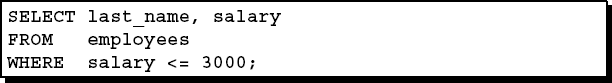 SELECT last_name, salary
FROM   employees
WHERE  salary <= 3000;